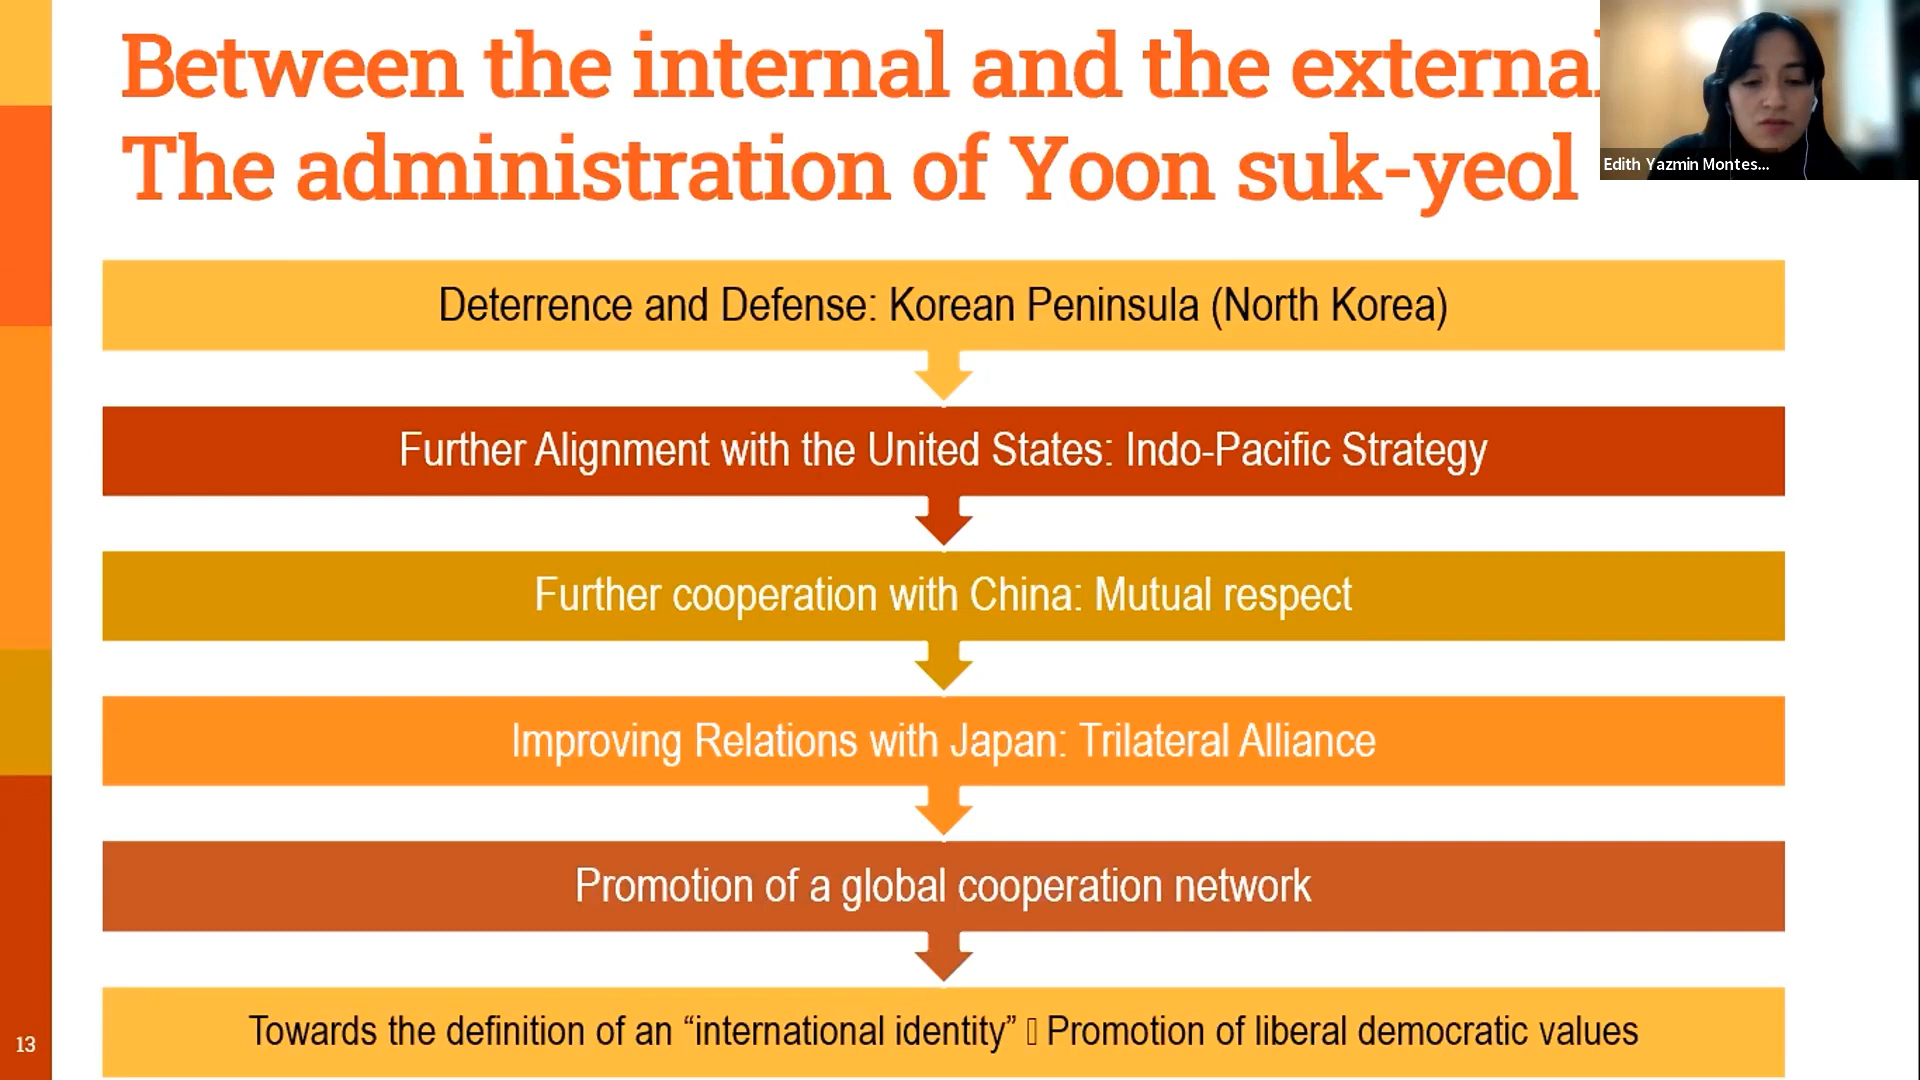 Between the internal and the external
The administration of Yoon suk-yeol
Edith Yazmin Montes...
Deterrence and Defense: Korean Peninsula (North Korea)
Further Alignment with the United States: Indo-Pacific Strategy
Further cooperation with China: Mutual respect
Improving Relations with Japan: Trilateral Alliance
Promotion of a global cooperation network
Towards the definition of an “international identity” ▯ Promotion of liberal democratic values
13